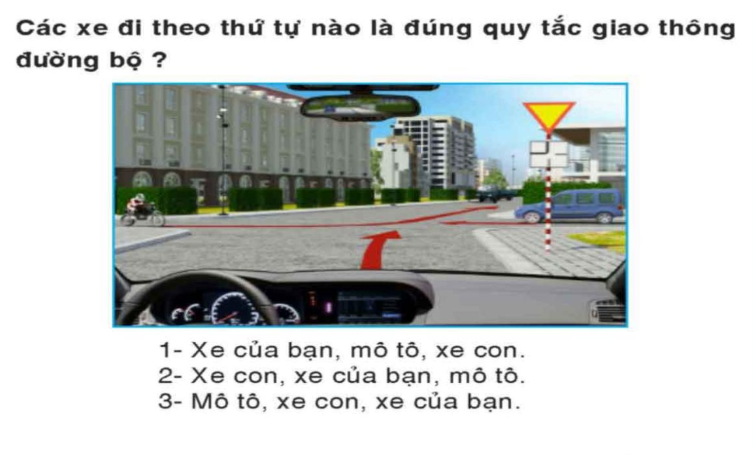 Các xe đi theo thứ tự nào là đúng quy tắc giao thông
đường bộ ?
1- Xe của bạn, mô tô, xe con.
2- Xe con, xe của bạn, mô tô.
3- Mô tô, xe con, xe của bạn.